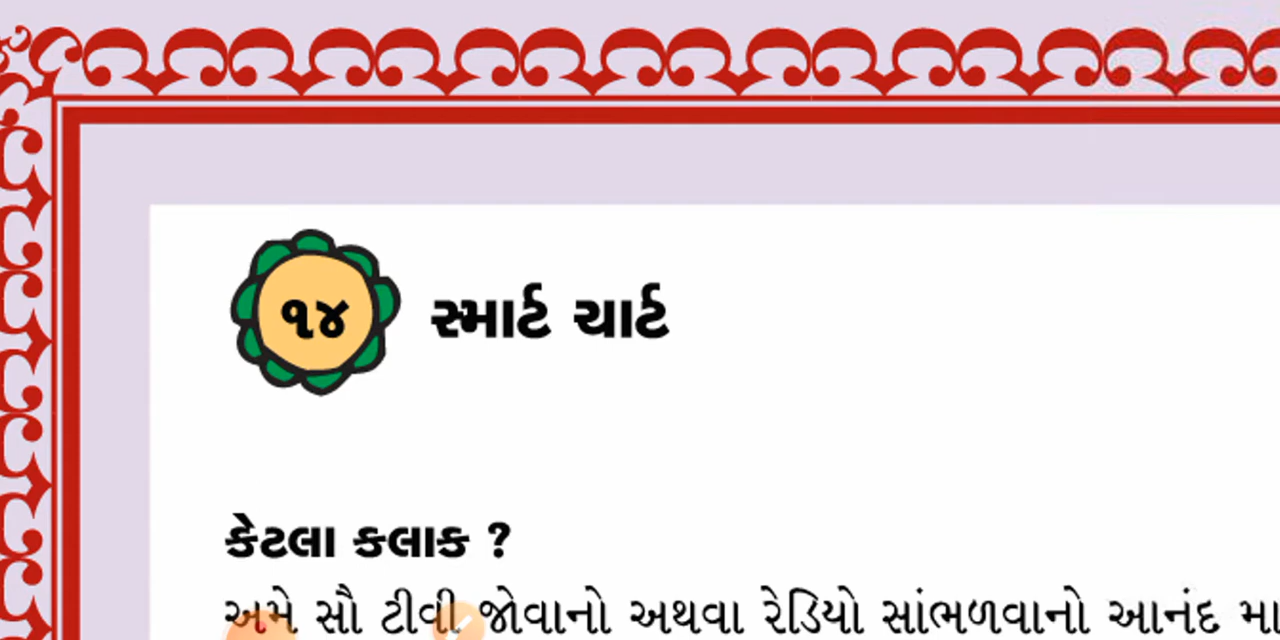 ૧૪ સ્માર્ટ ચાર્ટ
કેટલા કલાક ?
અમે સૌ ટીવી જોવાનો અથવા રેડિયો સાંભળવાનો આનંદ